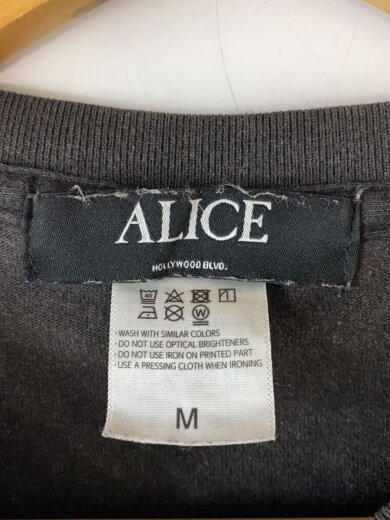 ALICE
HOLLYWOOD BLVD.
40
W
· WASH WITH SIMILAR COLORS
· DO NOT USE OPTICAL BRIGHTENERS
· DO NOT USE IRON ON PRINTED PART
· USE A PRESSING CLOTH WHEN IRONING
M